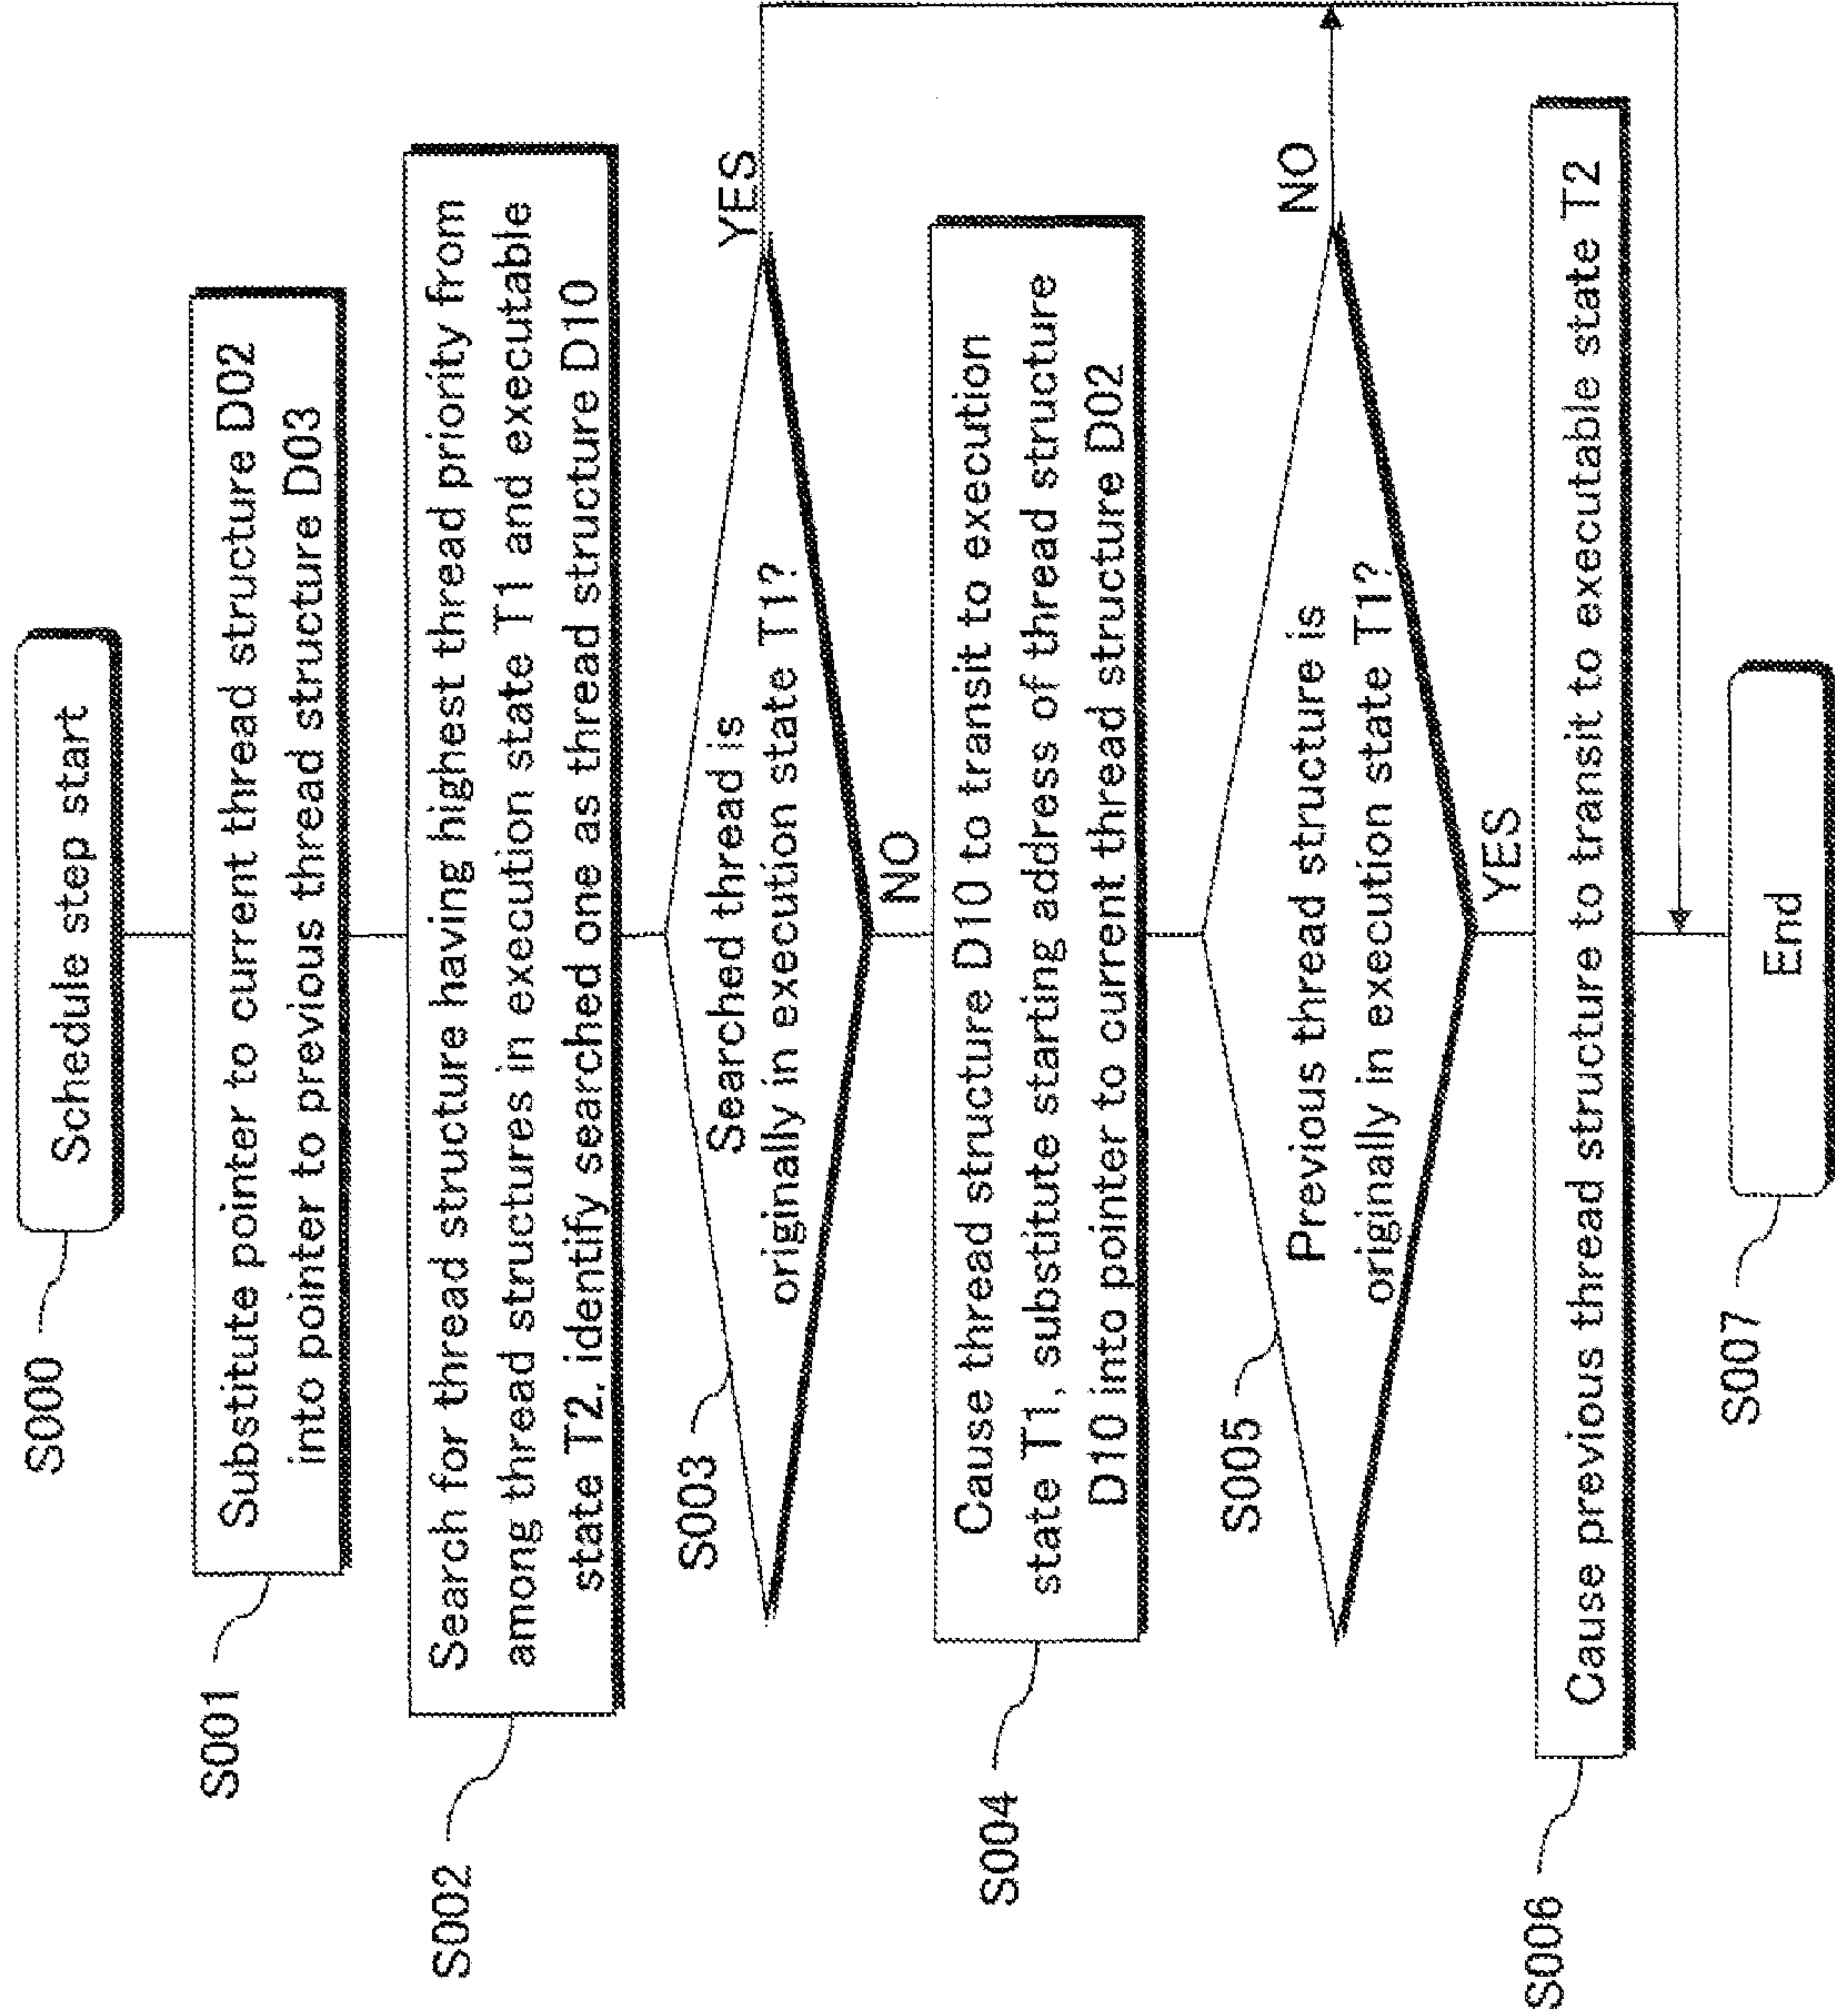 S000
Schedule step start
S001
Substitute pointer to current thread structure D02
into pointer to previous thread structure D03
S002
Search for thread structure having highest thread priority from
among thread structures in execution state T1 and executable
state T2, identify searched one as thread structure D10
S003
Searched thread is
originally in execution state T1?
YES
NO
S004
Cause thread structure D10 to transit to execution
state T1, substitute starting address of thread structure
D10 into pointer to current thread structure D02
S005
Previous thread structure is
originally in execution state T1?
NO
YES
S006
Cause previous thread structure to transit to executable state T2
S007
End